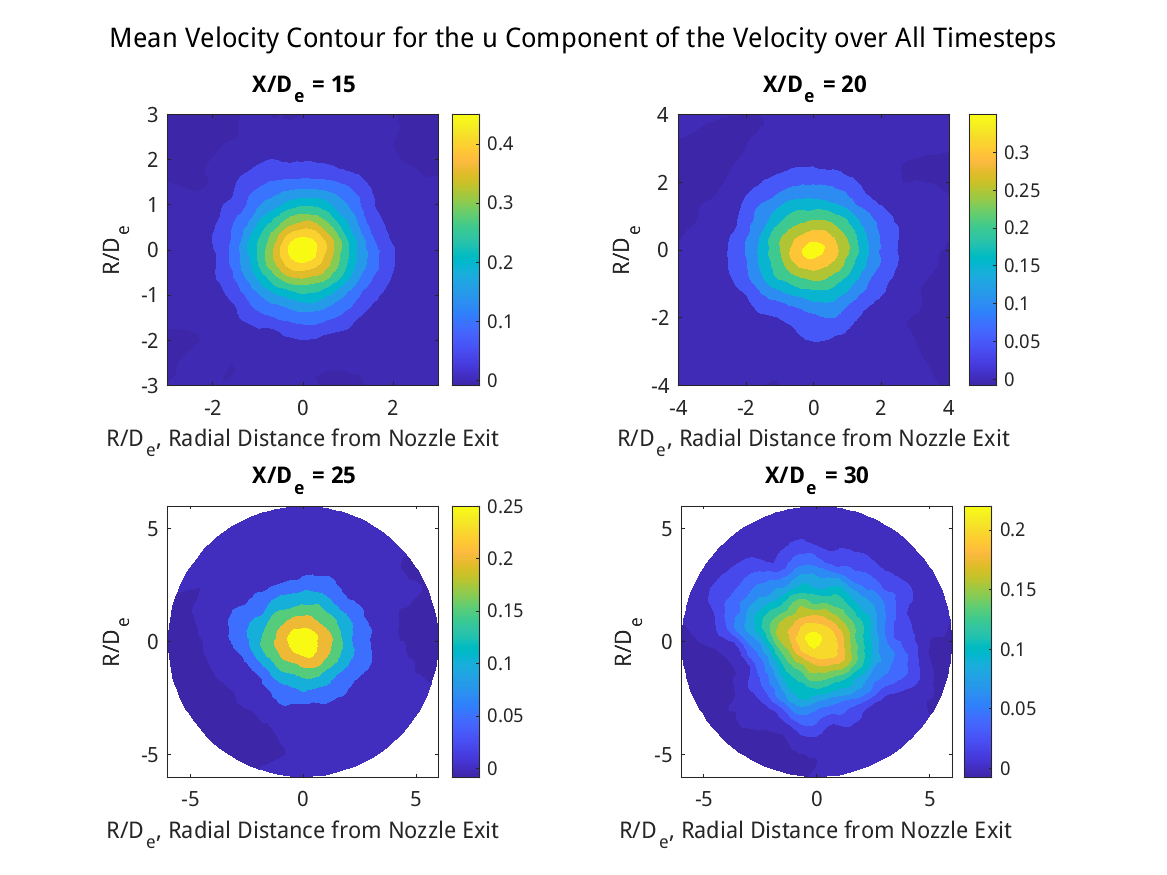 Mean Velocity Contour for the u Component of the Velocity over All Timesteps
X/De = 15
3
2
1
0
-1
-2
-3
R/De
-2 0 2
R/De, Radial Distance from Nozzle Exit
0.4
0.3
0.2
0.1
0
X/De = 20
4
2
0
-2
-4
R/De
-4 -2 0 2 4
R/De, Radial Distance from Nozzle Exit
0.3
0.25
0.2
0.15
0.1
0.05
0
X/De = 25
5
0
-5
R/De
-5 0 5
R/De, Radial Distance from Nozzle Exit
0.25
0.2
0.15
0.1
0.05
0
X/De = 30
5
0
-5
R/De
-5 0 5
R/De, Radial Distance from Nozzle Exit
0.2
0.15
0.1
0.05
0